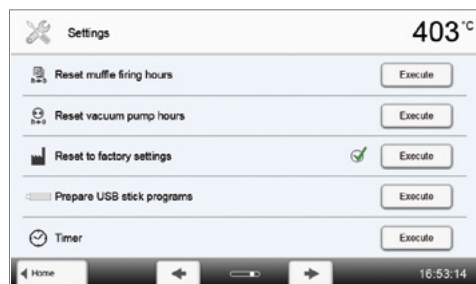 Settings
403 °C
Reset muffle firing hours Execute
Reset vacuum pump hours Execute
Reset to factory settings Execute
Prepare USB stick programs Execute
Timer Execute
Home 16:53:14